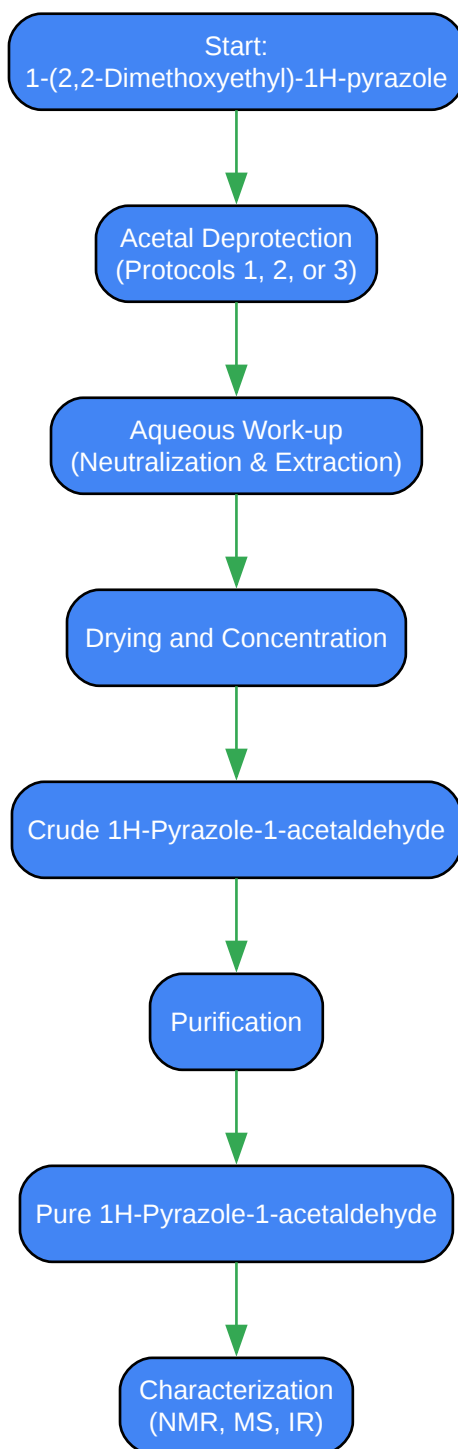 Start:
1-(2,2-Dimethoxyethyl)-1H-pyrazole
Acetal Deprotection
(Protocols 1, 2, or 3)
Aqueous Work-up
(Neutralization & Extraction)
Drying and Concentration
Crude 1H-Pyrazole-1-acetaldehyde
Purification
Pure 1H-Pyrazole-1-acetaldehyde
Characterization
(NMR, MS, IR)